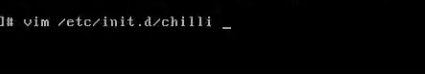 ]# vim /etc/init.d/chilli _